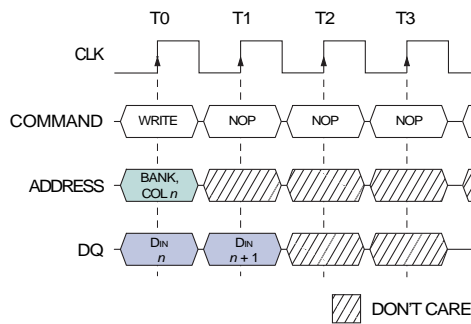 T0 T1 T2 T3
CLK
COMMAND WRITE NOP NOP NOP
ADDRESS BANK,
COL n
DQ DIN DIN
n n + 1
DON'T CARE